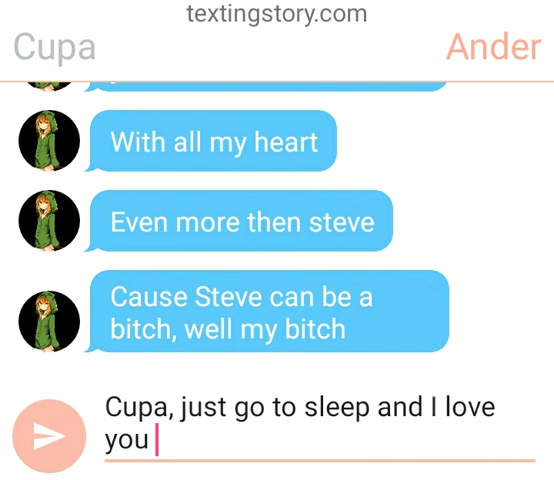 textingstory.com
Cupa
Ander
With all my heart
Even more then steve
Cause Steve can be a
bitch, well my bitch
Cupa, just go to sleep and I love
you